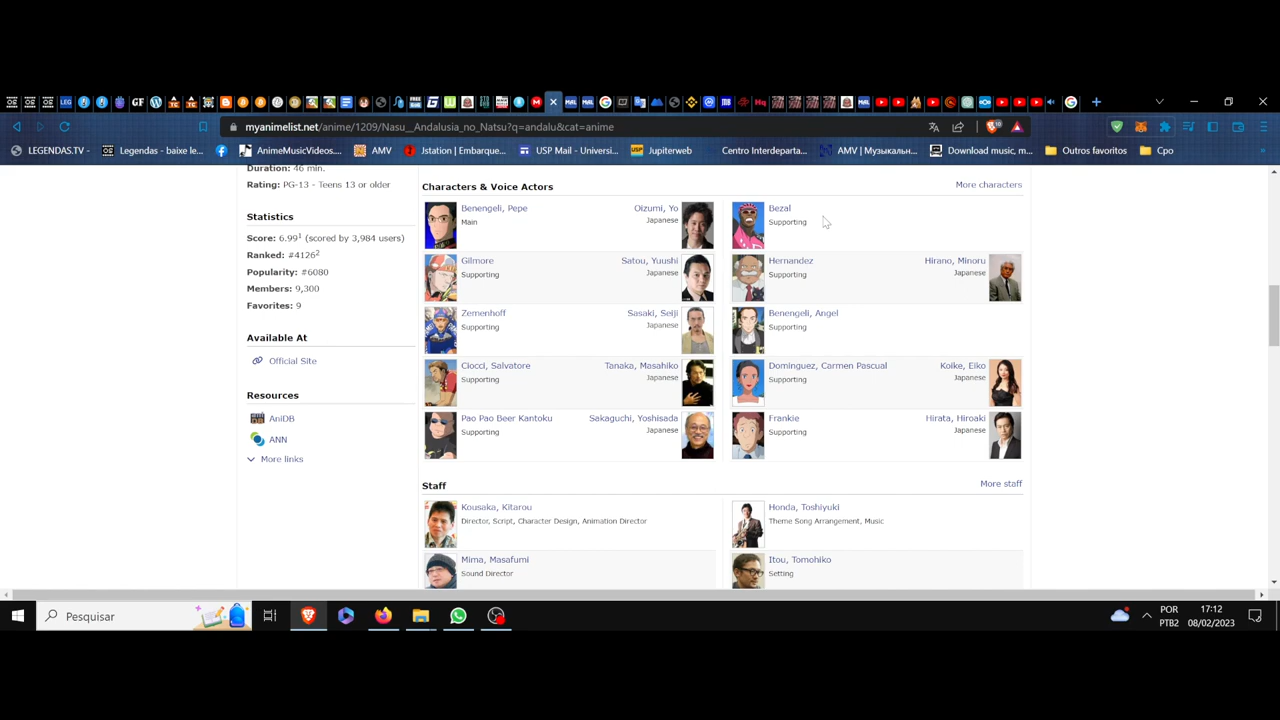 myanimelist.net/anime/1209/Nasu__Andalusia_no_Natsu?q=andalu&cat=anime
LEGENDAS.TV -
Legendas - baixe le...
AnimeMusicVideos....
AMV
Jstation | Embarque...
USP Mail - Universi...
Jupiterweb
Centro Interdeparta...
AMV | Музыкальн...
Download music, m...
Outros favoritos
Cpo
Duration: 46 min.
Rating: PG-13 - Teens 13 or older
Statistics
Score: 6.99¹ (scored by 3,984 users)
Ranked: #4126²
Popularity: #6080
Members: 9,300
Favorites: 9
Available At
Official Site
Resources
AniDB
ANN
More links
Characters & Voice Actors
More characters
Benengeli, Pepe
Main
Oizumi, Yo
Japanese
Bezal
Supporting
Gilmore
Supporting
Satou, Yuushi
Japanese
Hernandez
Supporting
Hirano, Minoru
Japanese
Zemenhoff
Supporting
Sasaki, Seiji
Japanese
Benengeli, Angel
Supporting
Ciocci, Salvatore
Supporting
Tanaka, Masahiko
Japanese
Dominguez, Carmen Pascual
Supporting
Koike, Eiko
Japanese
Pao Pao Beer Kantoku
Supporting
Sakaguchi, Yoshisada
Japanese
Frankie
Supporting
Hirata, Hiroaki
Japanese
Staff
More staff
Kousaka, Kitarou
Director, Script, Character Design, Animation Director
Honda, Toshiyuki
Theme Song Arrangement, Music
Mima, Masafumi
Sound Director
Itou, Tomohiko
Setting
Pesquisar
POR
PTB2
17:12
08/02/2023